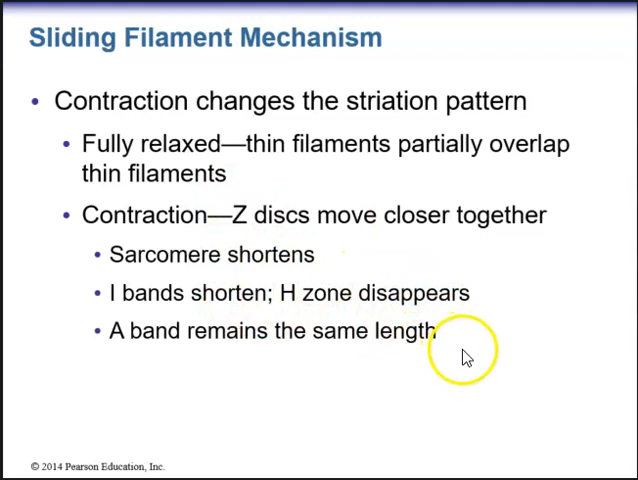 Sliding Filament Mechanism
• Contraction changes the striation pattern
• Fully relaxed—thin filaments partially overlap
thin filaments
• Contraction—Z discs move closer together
• Sarcomere shortens
• I bands shorten; H zone disappears
• A band remains the same length
© 2014 Pearson Education, Inc.